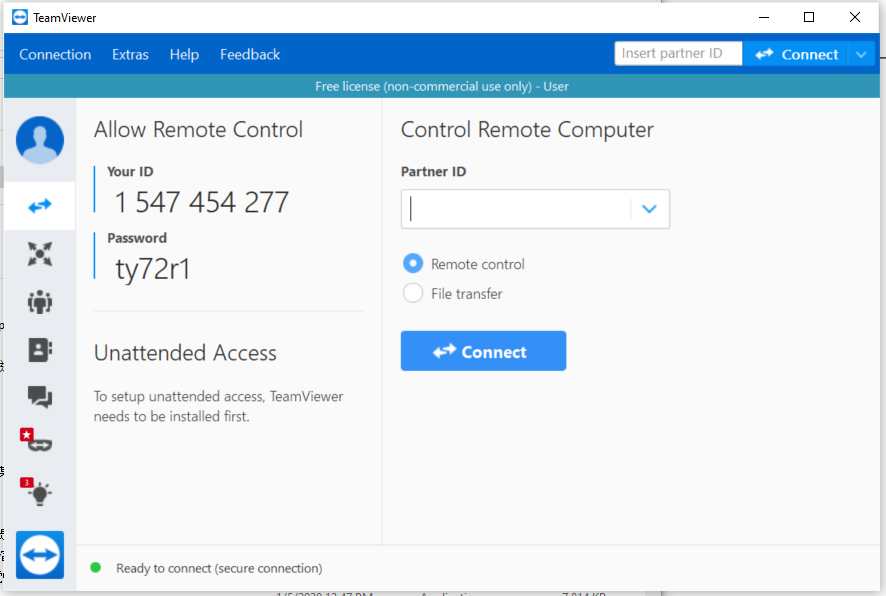 TeamViewer
Connection Extras Help Feedback Insert partner ID Connect
Free license (non-commercial use only) - User
Allow Remote Control
Your ID
1 547 454 277
Password
ty72r1
Unattended Access
To setup unattended access, TeamViewer
needs to be installed first.
Control Remote Computer
Partner ID
Remote control
File transfer
Connect
3
Ready to connect (secure connection)